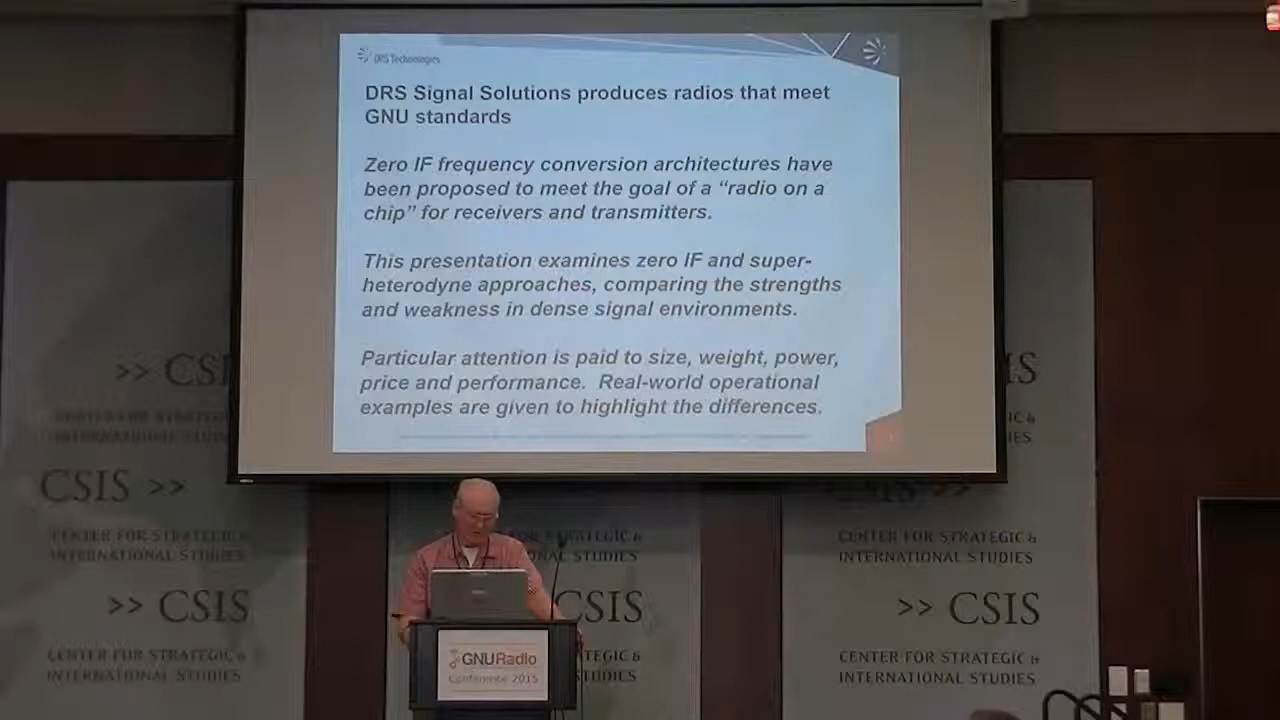 DRS Technologies
DRS Signal Solutions produces radios that meet
GNU standards
Zero IF frequency conversion architectures have
been proposed to meet the goal of a “radio on a
chip” for receivers and transmitters.
This presentation examines zero IF and super-
heterodyne approaches, comparing the strengths
and weakness in dense signal environments.
Particular attention is paid to size, weight, power,
price and performance. Real-world operational
examples are given to highlight the differences.
>> CSI
IS
CSIS >>
CENTER FOR STRATEGIC &
INTERNATIONAL STUDIES
CENTER FOR STRATEGIC &
INTERNATIONAL STUDIES
>> CSIS
CSIS
>> CSIS
CENTER FOR STRATEGIC &
INTERNATIONAL STUDIES
TEGIC &
TUDIES
CENTER FOR STRATEGIC &
INTERNATIONAL STUDIES
GNURadio
Conference 2015